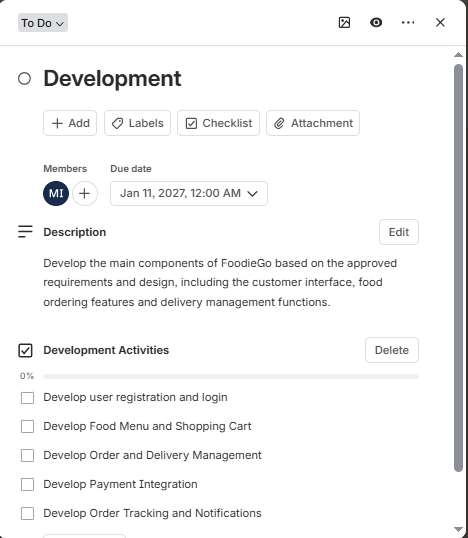 To Do
Development
Add
Labels
Checklist
Attachment
Members
Due date
MI
Jan 11, 2027, 12:00 AM
Description
Edit
Develop the main components of FoodieGo based on the approved
requirements and design, including the customer interface, food
ordering features and delivery management functions.
Development Activities
Delete
0%
Develop user registration and login
Develop Food Menu and Shopping Cart
Develop Order and Delivery Management
Develop Payment Integration
Develop Order Tracking and Notifications